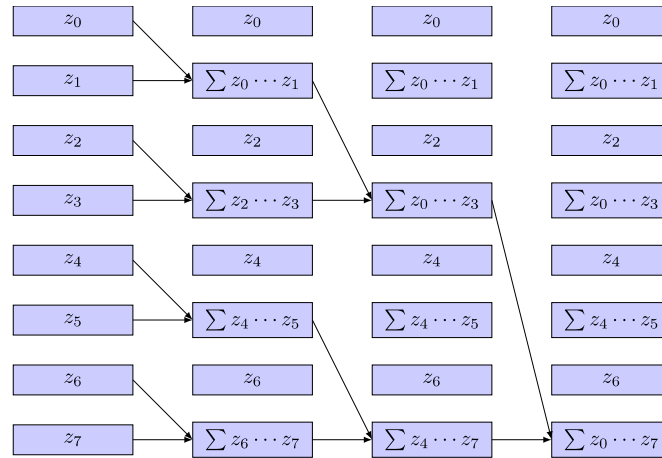 z₀ z₀ z₀ z₀
z₁ ∑ z₀ ⋯ z₁ ∑ z₀ ⋯ z₁ ∑ z₀ ⋯ z₁
z₂ z₂ z₂ z₂
z₃ ∑ z₂ ⋯ z₃ ∑ z₀ ⋯ z₃ ∑ z₀ ⋯ z₃
z₄ z₄ z₄ z₄
z₅ ∑ z₄ ⋯ z₅ ∑ z₄ ⋯ z₅ ∑ z₄ ⋯ z₅
z₆ z₆ z₆ z₆
z₇ ∑ z₆ ⋯ z₇ ∑ z₄ ⋯ z₇ ∑ z₀ ⋯ z₇